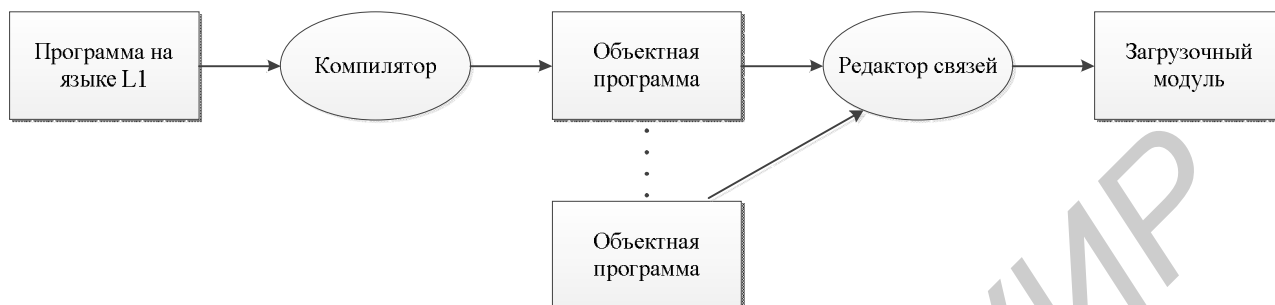 Программа на
языке L1
Компилятор
Объектная
программа
Редактор связей
Загрузочный
модуль
Объектная
программа